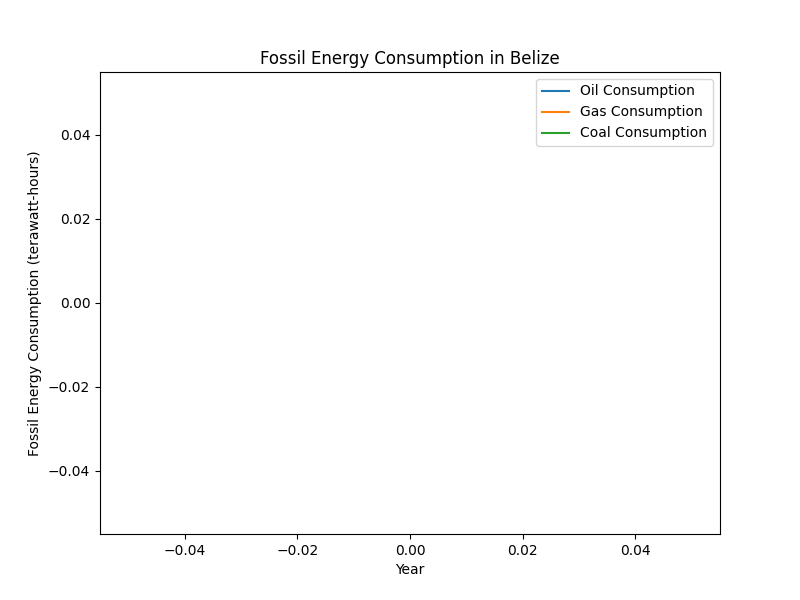 Fossil Energy Consumption in Belize
Oil Consumption
Gas Consumption
Coal Consumption
Fossil Energy Consumption (terawatt-hours)
0.04
0.02
0.00
−0.02
−0.04
−0.04
−0.02
0.00
0.02
0.04
Year